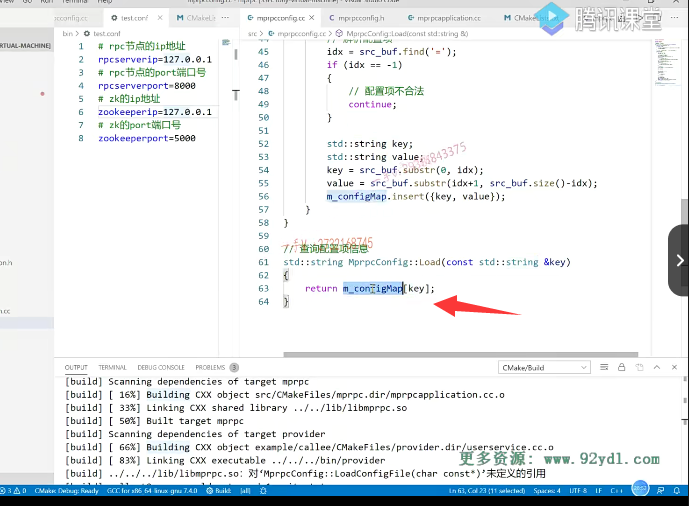 Run Terminal Help
mprpcconfig.cc - mprpc - Visual Studio Code
腾讯课堂
test.conf
mprpcconfig.cc
mprpcconfig.h
mprpcapplication.cc
RTUAL-MACHINE]
bin > test.conf
src > mprpcconfig.cc > MprpcConfig::Load(const std::string &)
1 # rpc节点的ip地址
2 rpcserverip=127.0.0.1
3 # rpc节点的port端口号
4 rpcserverport=8000
5 # zk的ip地址
6 zookeeperip=127.0.0.1
7 # zk的port端口号
8 zookeeperport=5000
45 idx = src_buf.find('=');
46 if (idx == -1)
47 {
48 // 配置项不合法
49 continue;
50 }
51
52 std::string key;
53 std::string value;
54 key = src_buf.substr(0, idx);
55 value = src_buf.substr(idx+1, src_buf.size()-idx);
56 m_configMap.insert({key, value});
57 }
58 }
59
60 // 查询配置项信息
61 std::string MprpcConfig::Load(const std::string &key)
62 {
63 return m_configMap[key];
64 }
OUTPUT TERMINAL DEBUG CONSOLE PROBLEMS 3
CMake/Build
[build] Scanning dependencies of target mprpc
[build] [ 16%] Building CXX object src/CMakeFiles/mprpc.dir/mprpcapplication.cc.o
[build] [ 33%] Linking CXX shared library ../../lib/libmprpc.so
[build] [ 50%] Built target mprpc
[build] Scanning dependencies of target provider
[build] [ 66%] Building CXX object example/callee/CMakeFiles/provider.dir/userservice.cc.o
[build] [ 83%] Linking CXX executable ../../../bin/provider
[build] ../../../lib/libmprpc.so: 对‘MprpcConfig::LoadConfigFile(char const*)’未定义的引用
更多资源: www.92ydl.com
3 0 CMake: Debug: Ready GCC for x86_64-linux-gnu 7.4.0 Build: [all]
Ln 63, Col 23 (11 selected) Spaces: 4 UTF-8 LF C++